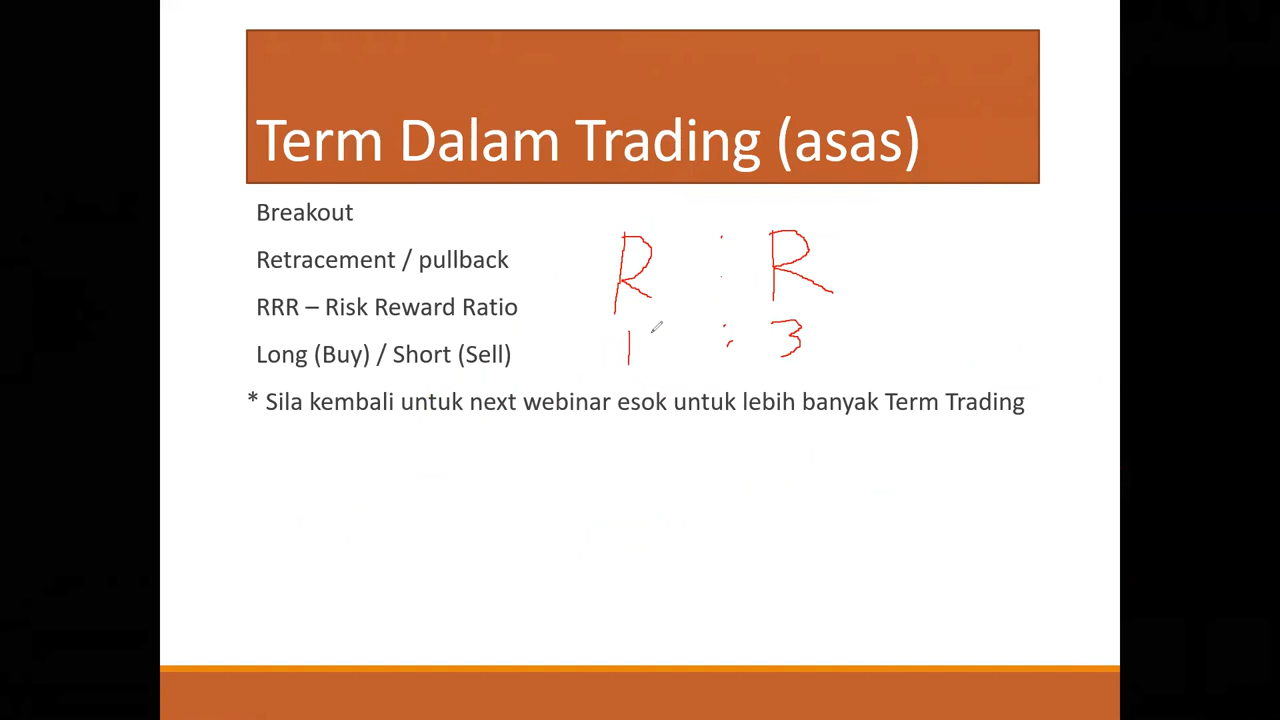 Term Dalam Trading (asas)
Breakout
Retracement / pullback
RRR – Risk Reward Ratio
Long (Buy) / Short (Sell)
* Sila kembali untuk next webinar esok untuk lebih banyak Term Trading
R : R
1 : 3